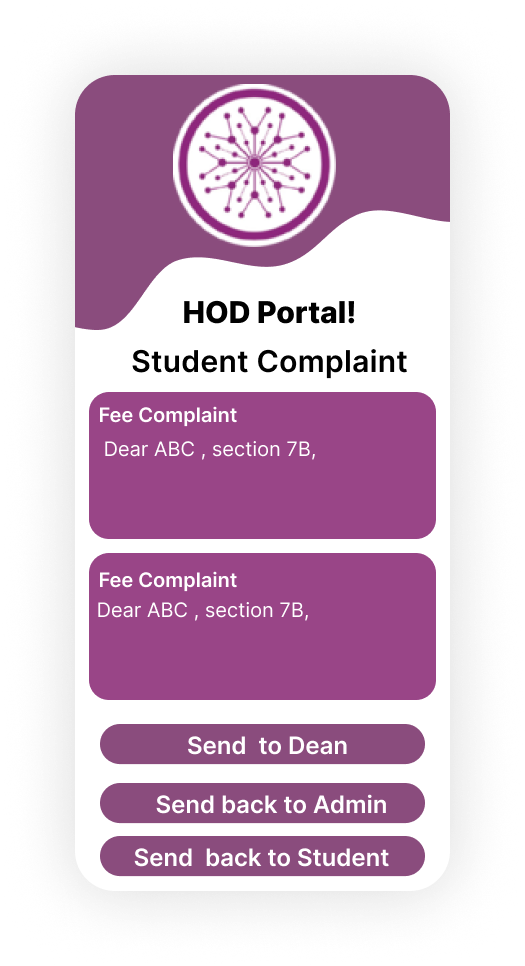 HOD Portal!
Student Complaint
Fee Complaint
Dear ABC , section 7B,
Fee Complaint
Dear ABC , section 7B,
Send  to Dean
Send back to Admin
Send  back to Student